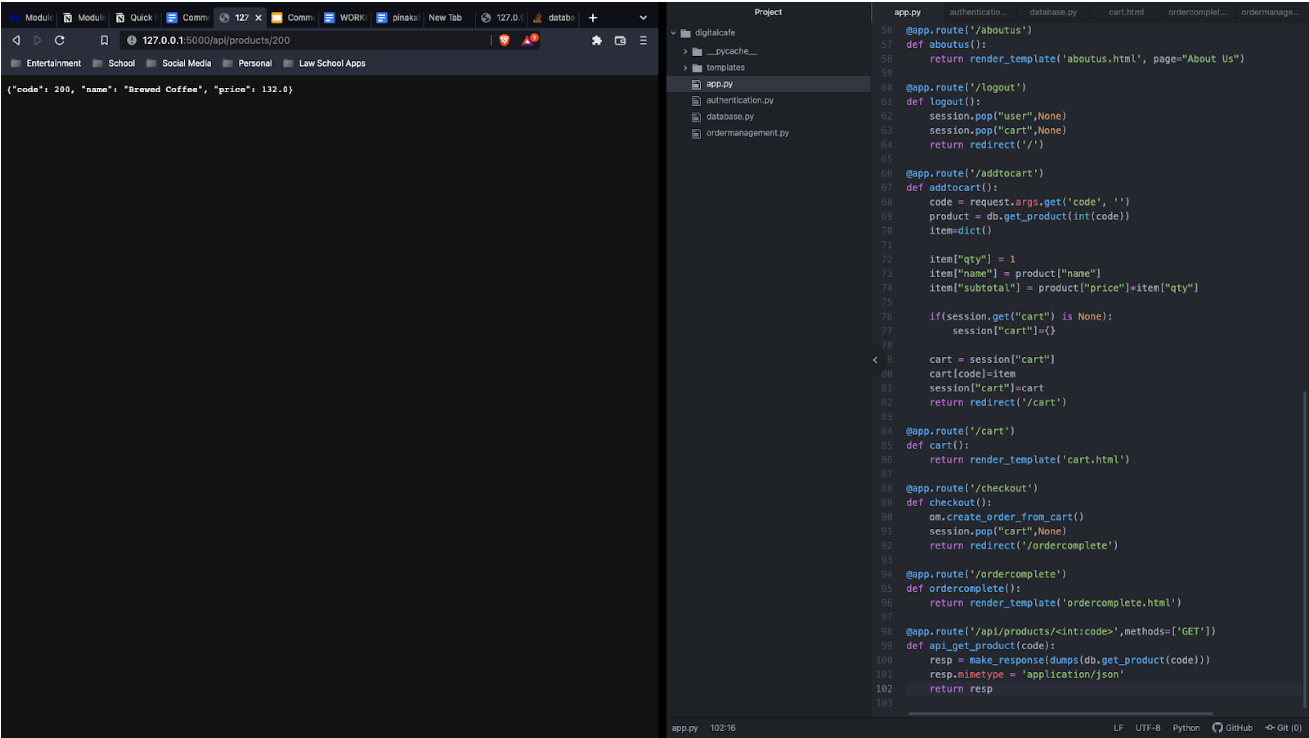 Module
Module
Quick I
Commo
127
Commo
WORKI
pinakat
New Tab
127.0.0
databa
127.0.0.1:5000/api/products/200
Entertainment School Social Media Personal Law School Apps
{"code": 200, "name": "Brewed Coffee", "price": 132.0}
Project
digitalcafe
__pycache__
templates
app.py
authentication.py
database.py
ordermanagement.py
app.py authenticatio... database.py cart.html ordercomplet... ordermanage...
56 @app.route('/aboutus')
57 def aboutus():
58 return render_template('aboutus.html', page="About Us")
59
60 @app.route('/logout')
61 def logout():
62 session.pop("user",None)
63 session.pop("cart",None)
64 return redirect('/')
65
66 @app.route('/addtocart')
67 def addtocart():
68 code = request.args.get('code', '')
69 product = db.get_product(int(code))
70 item=dict()
71
72 item["qty"] = 1
73 item["name"] = product["name"]
74 item["subtotal"] = product["price"]*item["qty"]
75
76 if(session.get("cart") is None):
77 session["cart"]={}
78
9 cart = session["cart"]
80 cart[code]=item
81 session["cart"]=cart
82 return redirect('/cart')
83
84 @app.route('/cart')
85 def cart():
86 return render_template('cart.html')
87
88 @app.route('/checkout')
89 def checkout():
90 om.create_order_from_cart()
91 session.pop("cart",None)
92 return redirect('/ordercomplete')
93
94 @app.route('/ordercomplete')
95 def ordercomplete():
96 return render_template('ordercomplete.html')
97
98 @app.route('/api/products/<int:code>',methods=['GET'])
99 def api_get_product(code):
100 resp = make_response(dumps(db.get_product(code)))
101 resp.mimetype = 'application/json'
102 return resp
103
app.py 102:16 LF UTF-8 Python GitHub Git (0)